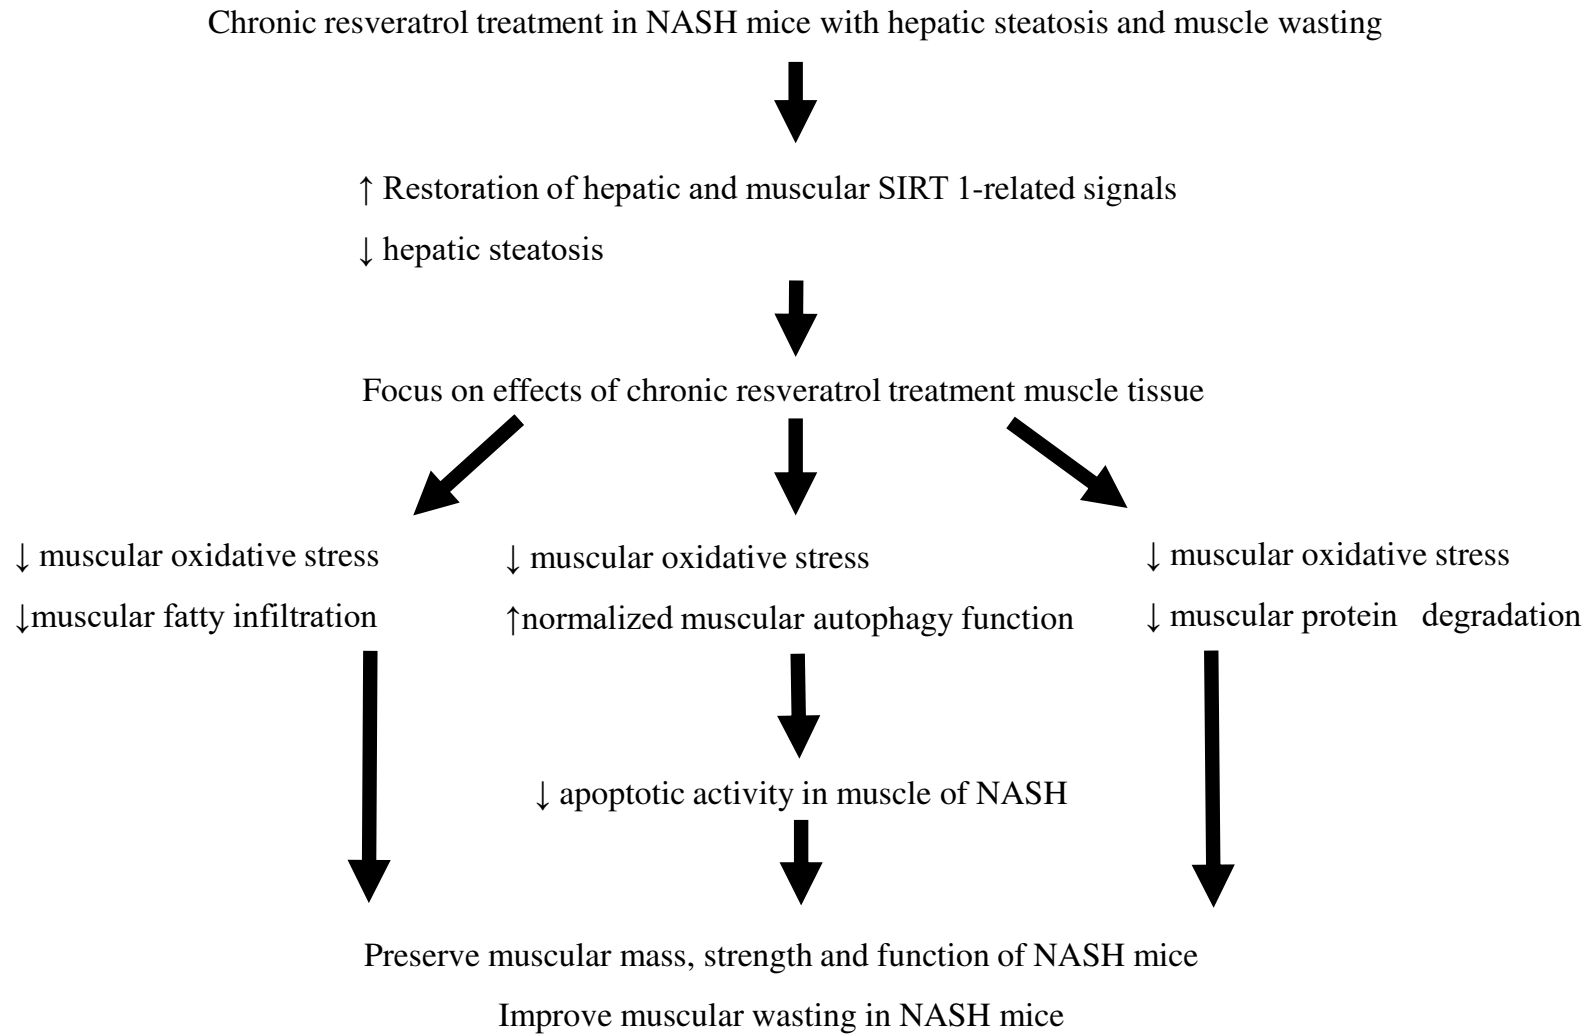 Chronic resveratrol treatment in NASH mice with hepatic steatosis and muscle wasting
↑ Restoration of hepatic and muscular SIRT 1-related signals
↓ hepatic steatosis
Focus on effects of chronic resveratrol treatment muscle tissue
↓ muscular oxidative stress
↓muscular fatty infiltration
↓ muscular oxidative stress
↑normalized muscular autophagy function
↓ muscular oxidative stress
↓ muscular protein degradation
↓ apoptotic activity in muscle of NASH
Preserve muscular mass, strength and function of NASH mice
Improve muscular wasting in NASH mice